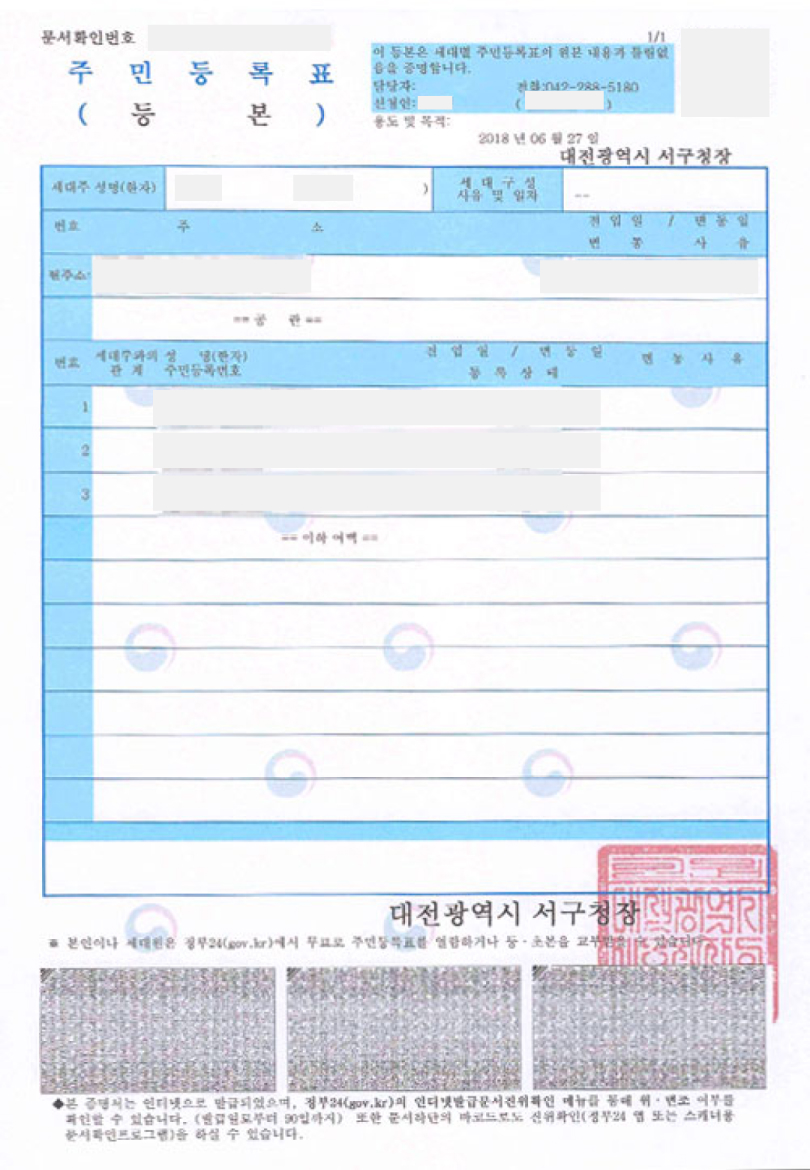 문서확인번호
1/1
주 민 등 록 표
( 등 본 )
이 등본은 세대별 주민등록표의 원본 내용과 틀림없
음을 증명합니다.
담당자: 전화:042-288-5180
신청인: ( )
용도 및 목적:
2018 년 06 월 27 일
대전광역시 서구청장
세대주 성명(한자) )
세 대 구 성
사유 및 일자
--
번호 주 소
전 입 일 / 변 동 일
변 동 사 유
현주소:
== 공 란 ==
번호
세대주와의 성 명(한자)
관 계 주민등록번호
전 입 일 / 변 동 일
등 록 상 태
변 동 사 유
1
2
3
== 이하 여백 ==
대전광역시 서구청장
※ 본인이나 세대원은 정부24(gov.kr)에서 무료로 주민등록표를 열람하거나 등·초본을 교부받을 수 있습니다.
◆본 증명서는 인터넷으로 발급되었으며, 정부24(gov.kr)의 인터넷발급문서진위확인 메뉴를 통해 위·변조 여부를
확인할 수 있습니다. (발급일로부터 90일까지) 또한 문서하단의 바코드로도 진위확인(정부24 앱 또는 스캐너용
문서확인프로그램)을 하실 수 있습니다.